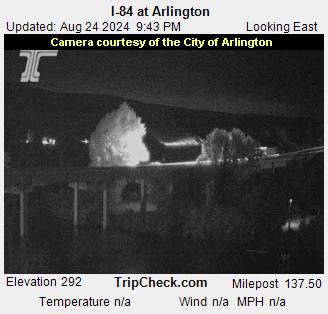 I-84 at Arlington
Updated: Aug 24 2024 9:43 PM Looking East
Camera courtesy of the City of Arlington
Elevation 292 TripCheck.com Milepost 137.50
Temperature n/a Wind n/a MPH n/a